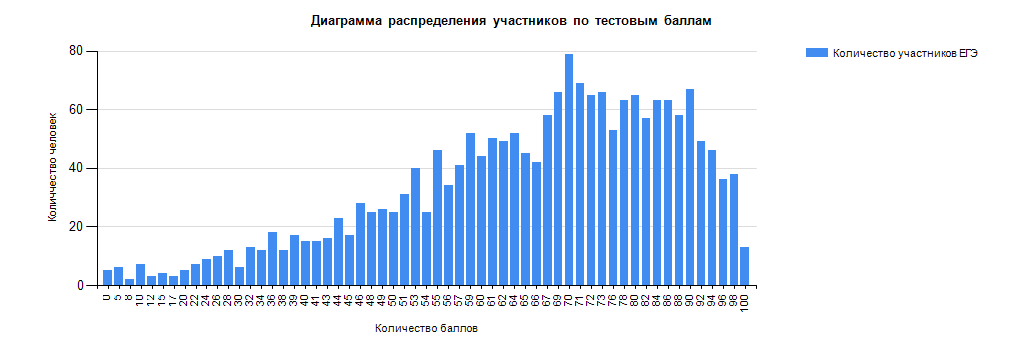 Диаграмма распределения участников по тестовым баллам
Количество участников ЕГЭ
80
60
40
20
0
Количчество человек
0 5 8 10 12 15 17 20 22 24 26 28 30 32 34 36 38 39 40 41 43 44 45 46 48 49 50 51 53 54 55 56 57 59 60 61 62 64 65 66 67 69 70 71 72 73 76 78 80 82 84 86 88 90 92 94 96 98 100
Количество баллов